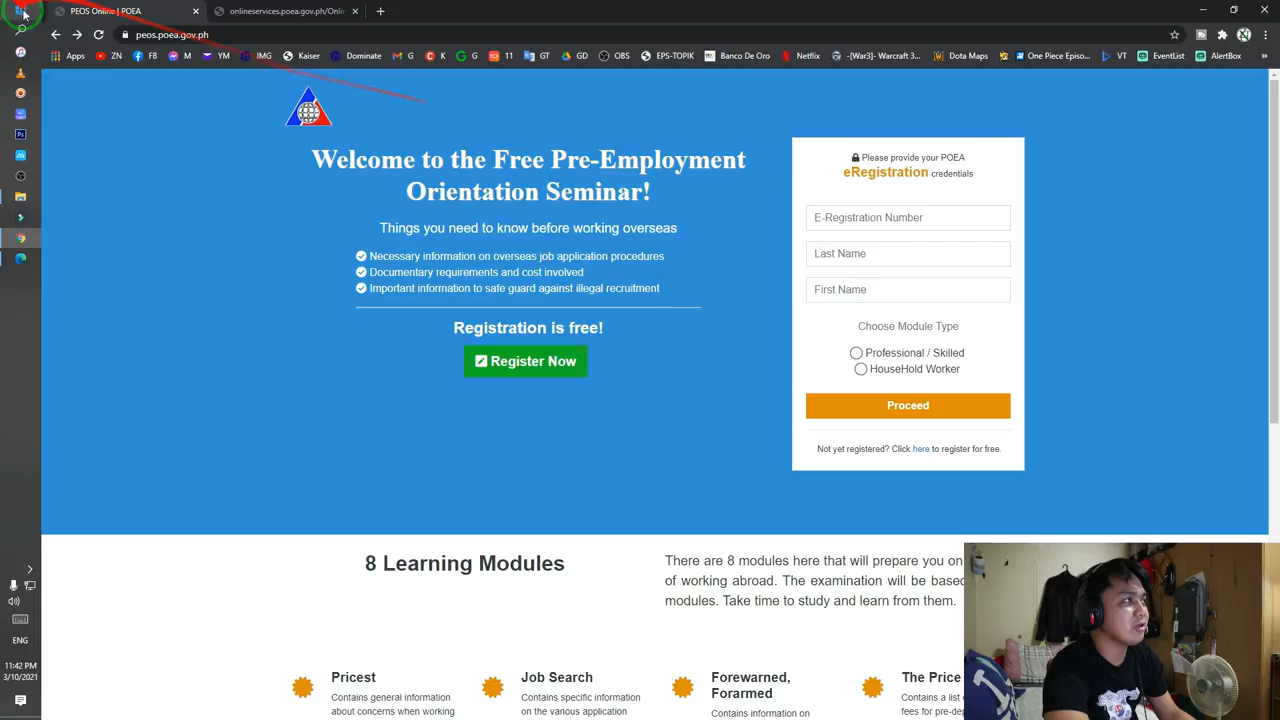 PEOS Online | POEA
onlineservices.poea.gov.ph/Onli
peos.poea.gov.ph
Apps
ZN
FB
M
YM
IMG
Kaiser
Dominate
G
K
G
11
GT
GD
OBS
EPS-TOPIK
Banco De Oro
Netflix
-[War3]- Warcraft 3...
Dota Maps
One Piece Episo...
VT
EventList
AlertBox
Welcome to the Free Pre-Employment
Orientation Seminar!
Things you need to know before working overseas
Necessary information on overseas job application procedures
Documentary requirements and cost involved
Important information to safe guard against illegal recruitment
Registration is free!
Register Now
Please provide your POEA
eRegistration credentials
E-Registration Number
Last Name
First Name
Choose Module Type
Professional / Skilled
HouseHold Worker
Proceed
Not yet registered? Click here to register for free.
8 Learning Modules
There are 8 modules here that will prepare you on
of working abroad. The examination will be base
modules. Take time to study and learn from them.
Pricest
Contains general information
about concerns when working
Job Search
Contains specific information
on the various application
Forewarned,
Forarmed
Contains information on
The Price
Contains a list
fees for pre-dep
ENG
11:42 PM
3/10/2021